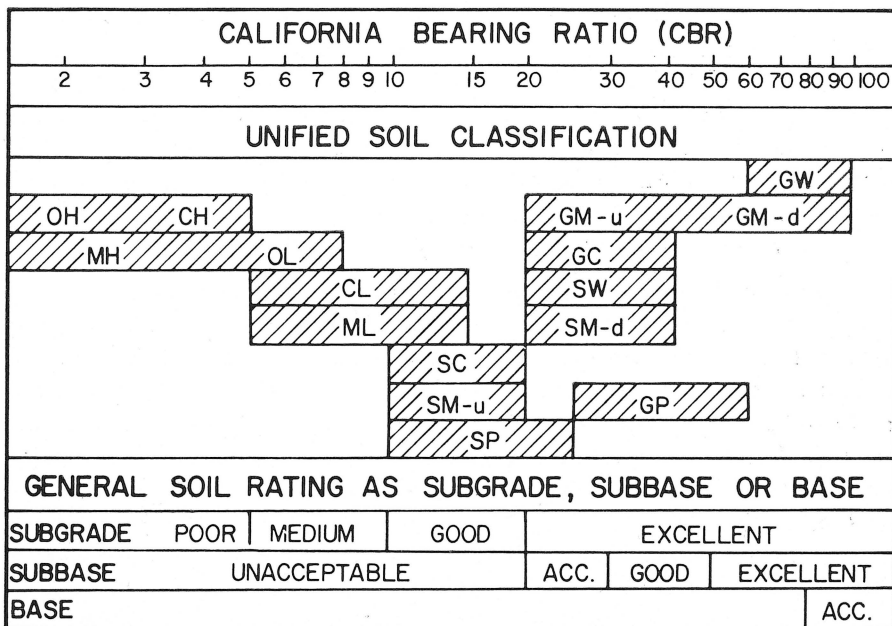 CALIFORNIA BEARING RATIO (CBR)
2 3 4 5 6 7 8 9 10 15 20 30 40 50 60 70 80 90 100
UNIFIED SOIL CLASSIFICATION
GW
OH CH GM-u GM-d
MH OL GC
CL SW
ML SM-d
SC
SM-u GP
SP
GENERAL SOIL RATING AS SUBGRADE, SUBBASE OR BASE
SUBGRADE POOR MEDIUM GOOD EXCELLENT
SUBBASE UNACCEPTABLE ACC. GOOD EXCELLENT
BASE ACC.